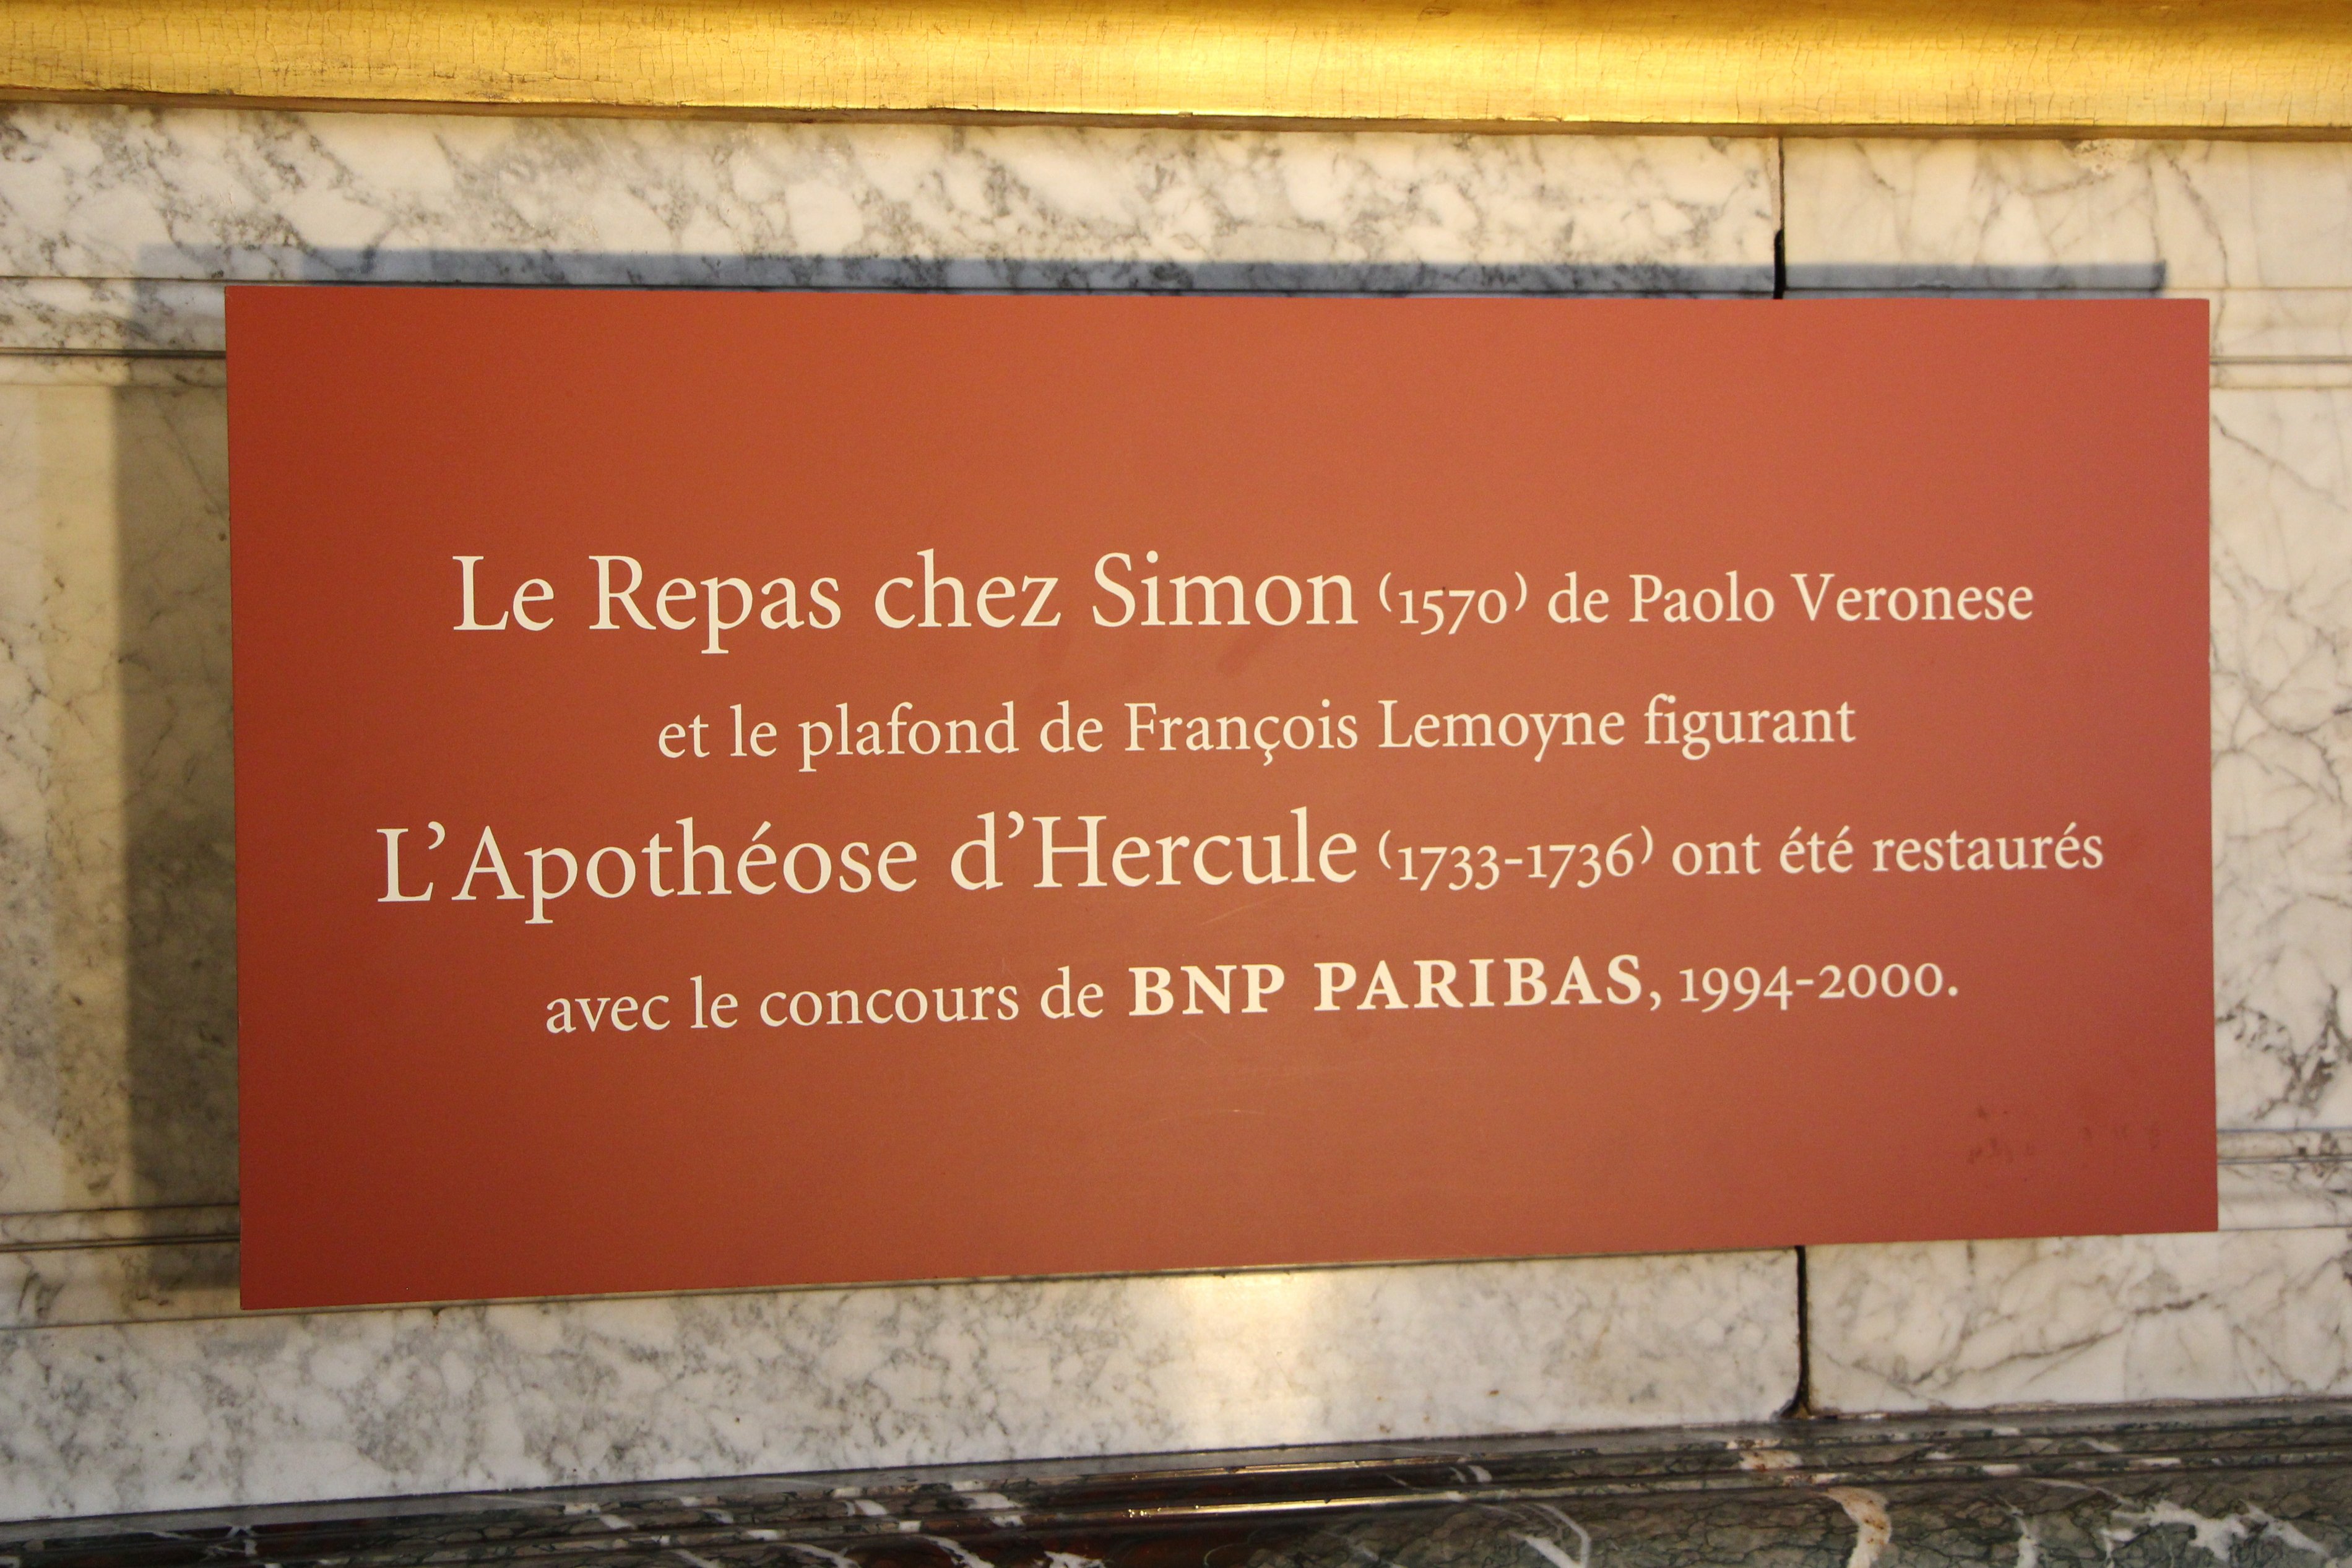 Le Repas chez Simon (1570) de Paolo Veronese
et le plafond de François Lemoyne figurant
L’Apothéose d’Hercule (1733-1736) ont été restaurés
avec le concours de BNP PARIBAS, 1994-2000.